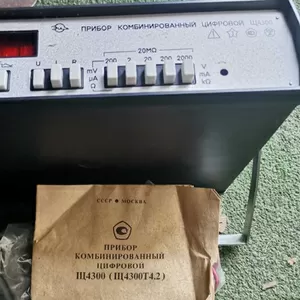 ПРИБОР КОМБИНИРОВАННЫЙ ЦИФРОВОЙ Щ4300
20MΩ
U I R mV 200 2 20 200 2000 V
μA mA
Ω kΩ
СССР МОСКВА
ПРИБОР
КОМБИНИРОВАННЫЙ
ЦИФРОВОЙ
Щ4300 (Щ4300Т4.2)